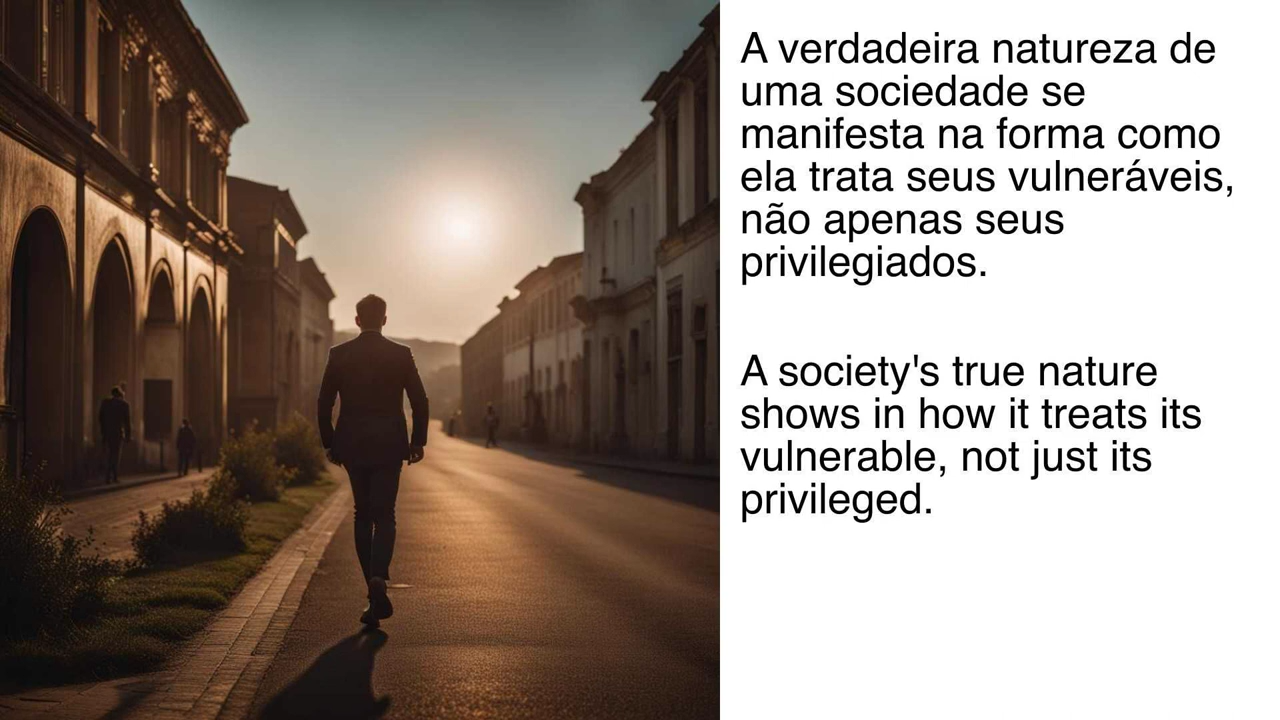 A verdadeira natureza de
uma sociedade se
manifesta na forma como
ela trata seus vulneráveis,
não apenas seus
privilegiados.
A society's true nature
shows in how it treats its
vulnerable, not just its
privileged.